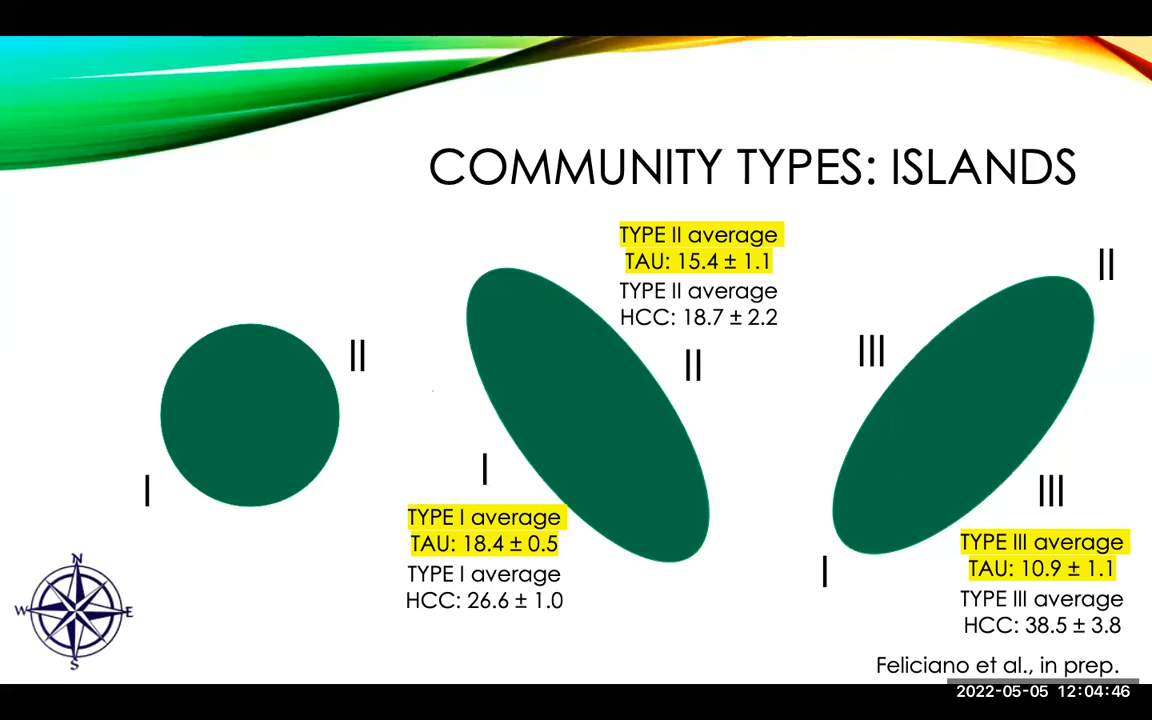 COMMUNITY TYPES: ISLANDS
TYPE II average
TAU: 15.4 ± 1.1
TYPE II average
HCC: 18.7 ± 2.2
II
II
III
II
I
I
III
TYPE I average
TAU: 18.4 ± 0.5
TYPE I average
HCC: 26.6 ± 1.0
I
TYPE III average
TAU: 10.9 ± 1.1
TYPE III average
HCC: 38.5 ± 3.8
N
W
E
S
Feliciano et al., in prep.
2022-05-05 12:04:46